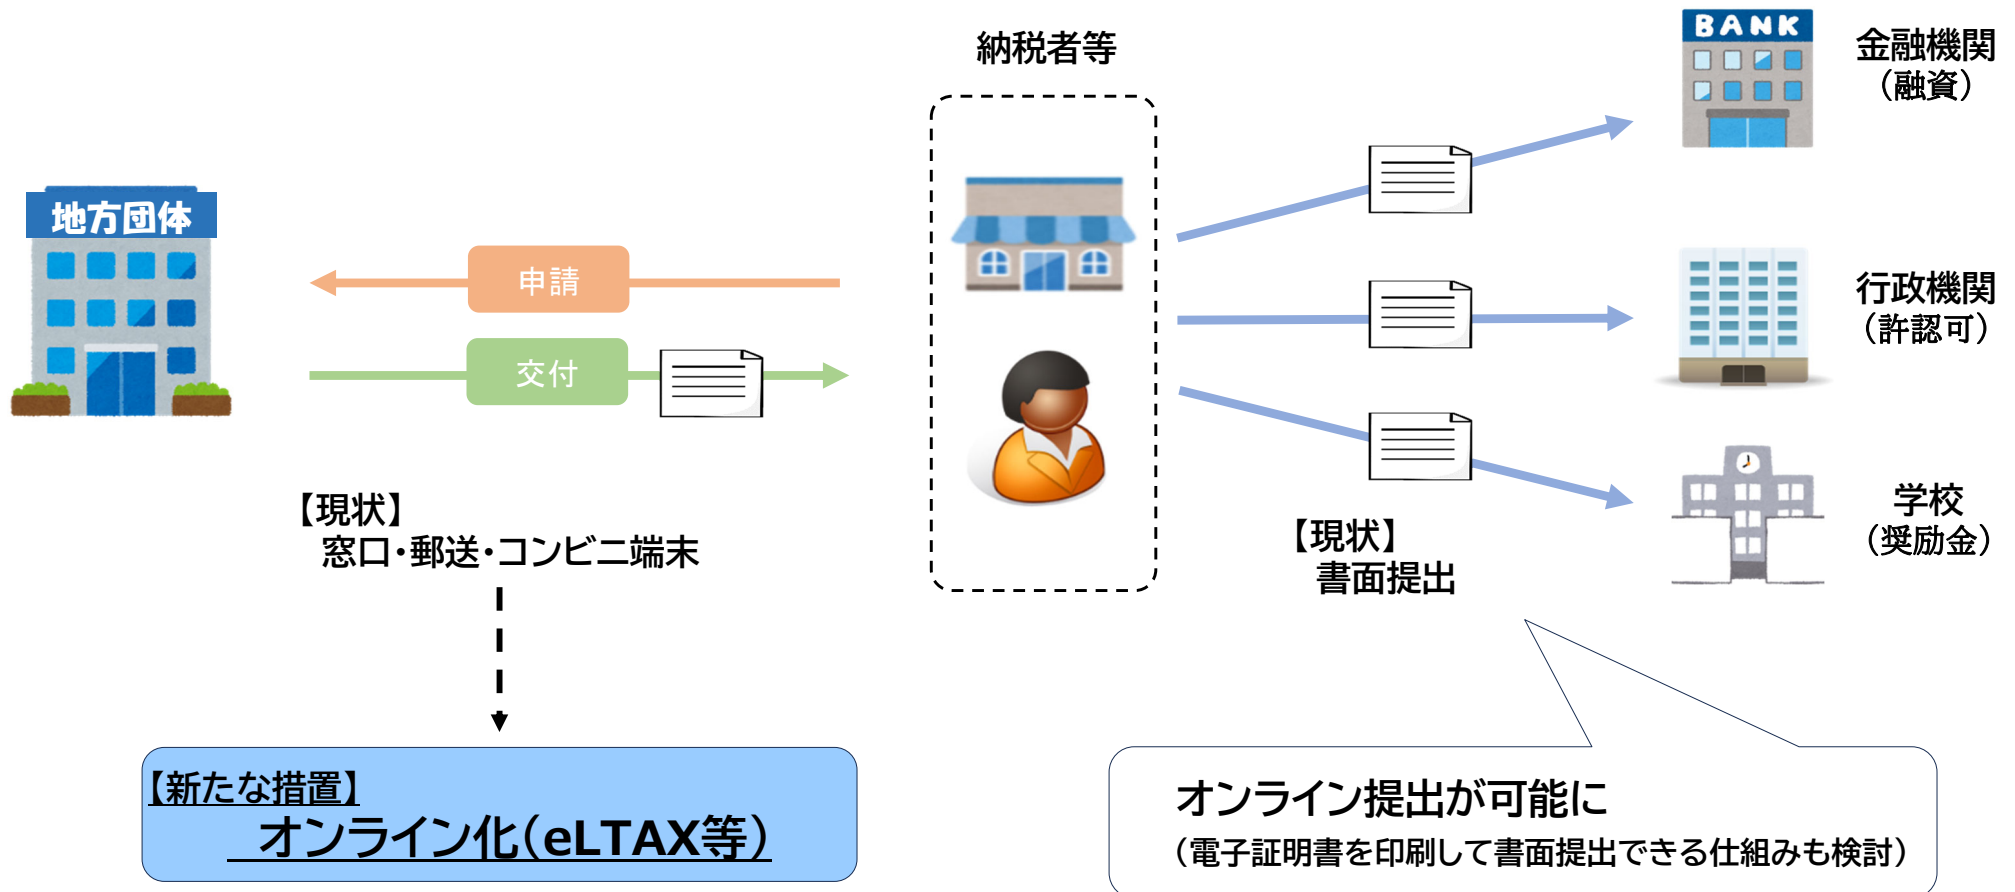 納税者等
BANK
金融機関
（融資）
地方団体
申請
交付
行政機関
（許認可）
学校
（奨励金）
【現状】
窓口・郵送・コンビニ端末
【現状】
書面提出
【新たな措置】
オンライン化（eLTAX等）
オンライン提出が可能に
（電子証明書を印刷して書面提出できる仕組みも検討）